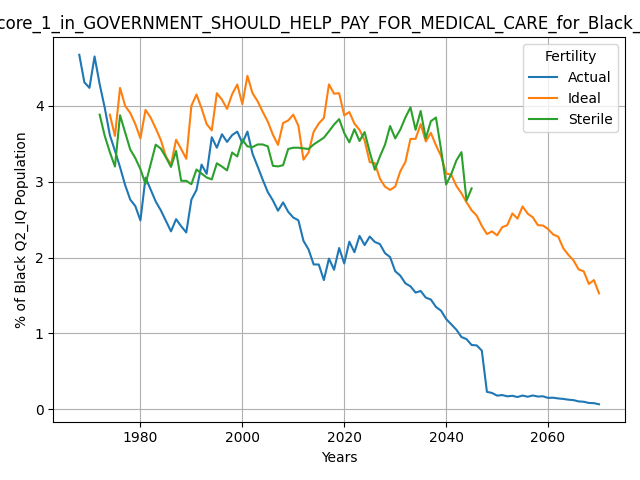 core_1_in_GOVERNMENT_SHOULD_HELP_PAY_FOR_MEDICAL_CARE_for_Black_
Fertility
Actual
Ideal
Sterile
% of Black Q2_IQ Population
4
3
2
1
0
1980 2000 2020 2040 2060
Years